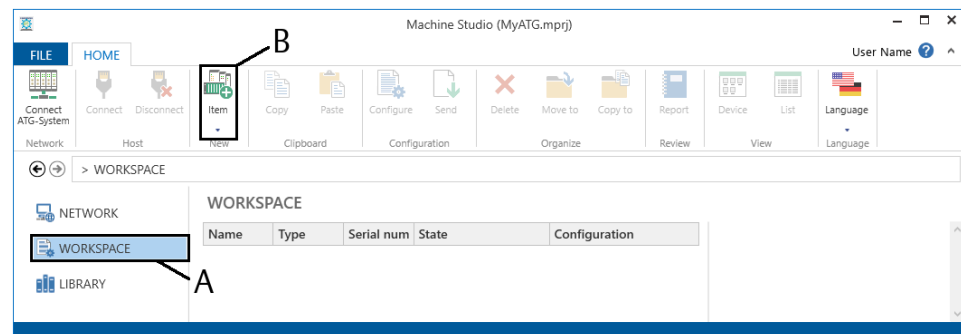 Machine Studio (MyATG.mprj)
B
FILE HOME User Name ?
Connect ATG-System Connect Disconnect Item Copy Paste Configure Send Delete Move to Copy to Report Device List Language
Network Host New Clipboard Configuration Organize Review View Language
> WORKSPACE
NETWORK
WORKSPACE
LIBRARY
A
WORKSPACE
Name Type Serial num State Configuration